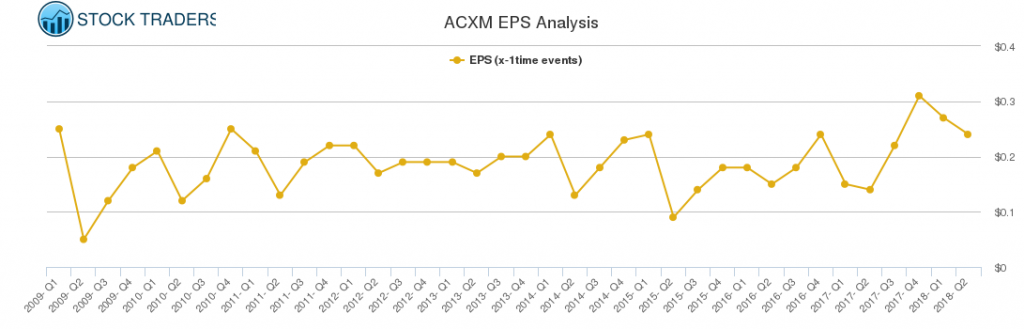 STOCK TRADERS
ACXM EPS Analysis
EPS (x-1time events)
$0.4
$0.3
$0.2
$0.1
$0
2009-Q1
2009-Q2
2009-Q3
2009-Q4
2010-Q1
2010-Q2
2010-Q3
2010-Q4
2011-Q1
2011-Q2
2011-Q3
2011-Q4
2012-Q1
2012-Q2
2012-Q3
2012-Q4
2013-Q1
2013-Q2
2013-Q3
2013-Q4
2014-Q1
2014-Q2
2014-Q3
2014-Q4
2015-Q1
2015-Q2
2015-Q3
2015-Q4
2016-Q1
2016-Q2
2016-Q3
2016-Q4
2017-Q1
2017-Q2
2017-Q3
2017-Q4
2018-Q1
2018-Q2